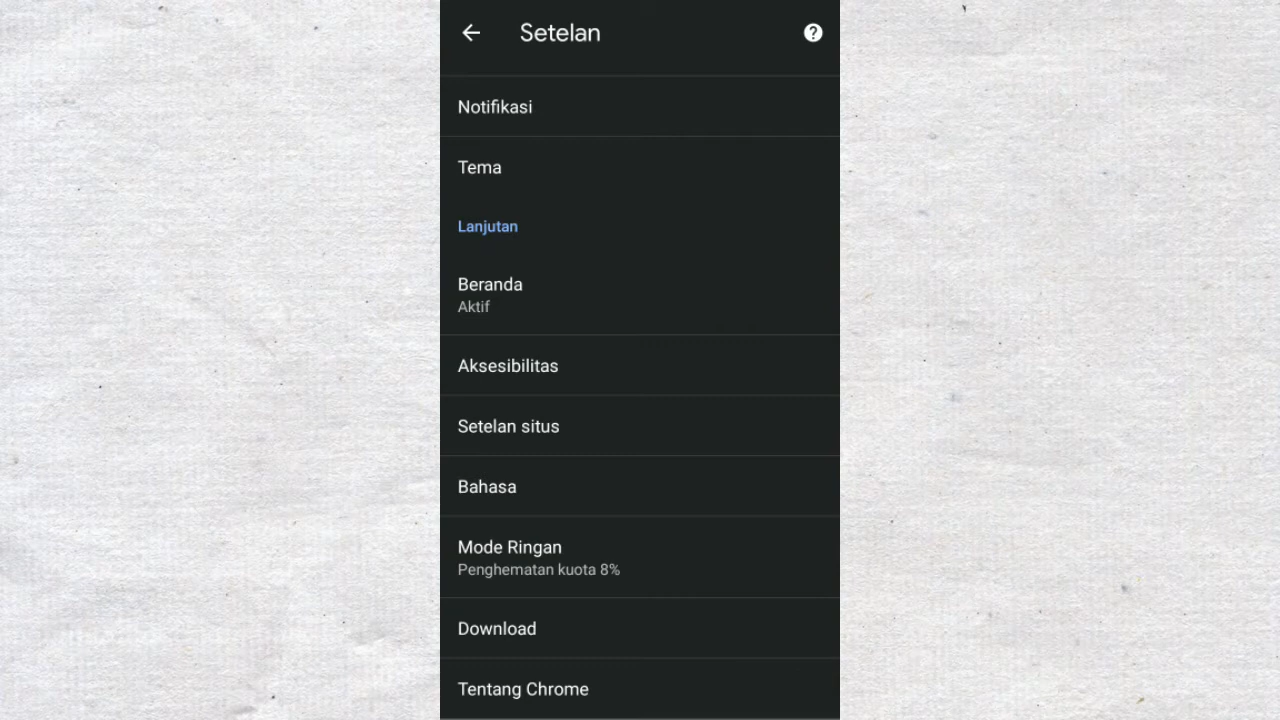 Setelan
Notifikasi
Tema
Lanjutan
Beranda
Aktif
Aksesibilitas
Setelan situs
Bahasa
Mode Ringan
Penghematan kuota 8%
Download
Tentang Chrome